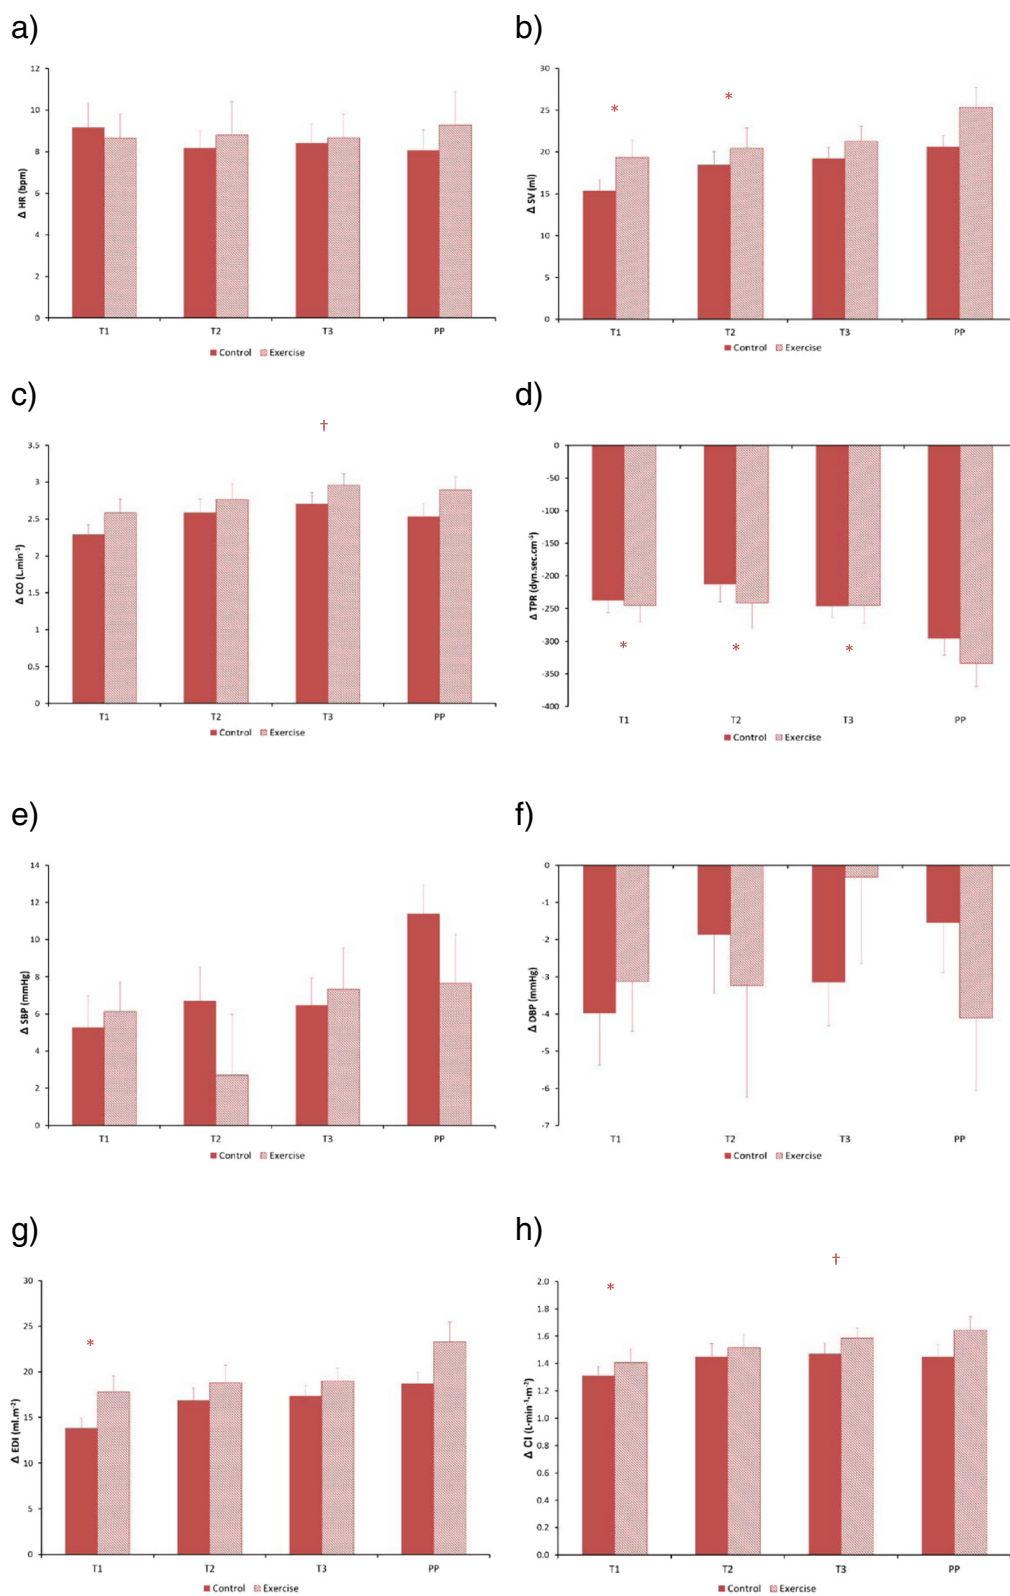 a)
12
10
8
6
4
2
0
Δ HR (bpm)
T1 T2 T3 PP
Control Exercise
b)
30
25
20
15
10
5
0
Δ SV (ml)
* *
T1 T2 T3 PP
Control Exercise
c)
3.5
3
2.5
2
1.5
1
0.5
0
Δ CO (L.min⁻¹)
†
T1 T2 T3 PP
Control Exercise
d)
0
-50
-100
-150
-200
-250
-300
-350
-400
Δ TPR (dyn.sec.cm⁻⁵)
* * *
T1 T2 T3 PP
Control Exercise
e)
14
12
10
8
6
4
2
0
Δ SBP (mmHg)
T1 T2 T3 PP
Control Exercise
f)
0
-1
-2
-3
-4
-5
-6
-7
Δ DBP (mmHg)
T1 T2 T3 PP
Control Exercise
g)
30
25
20
15
10
5
0
Δ EDI (ml.m⁻²)
*
T1 T2 T3 PP
Control Exercise
h)
2.0
1.8
1.6
1.4
1.2
1.0
0.8
0.6
0.4
0.2
0.0
Δ CI (L·min⁻¹·m⁻²)
* †
T1 T2 T3 PP
Control Exercise